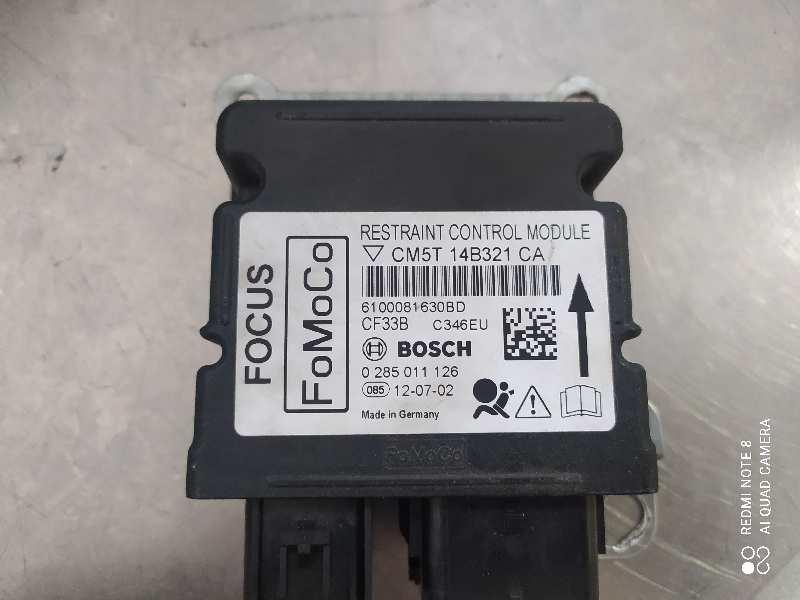 RESTRAINT CONTROL MODULE
CM5T 14B321 CA
6100081630BD
CF33B C346EU
BOSCH
0 285 011 126
085 12-07-02
Made in Germany
FOCUS
FoMoCo
FoMoCo
REDMI NOTE 8
AI QUAD CAMERA